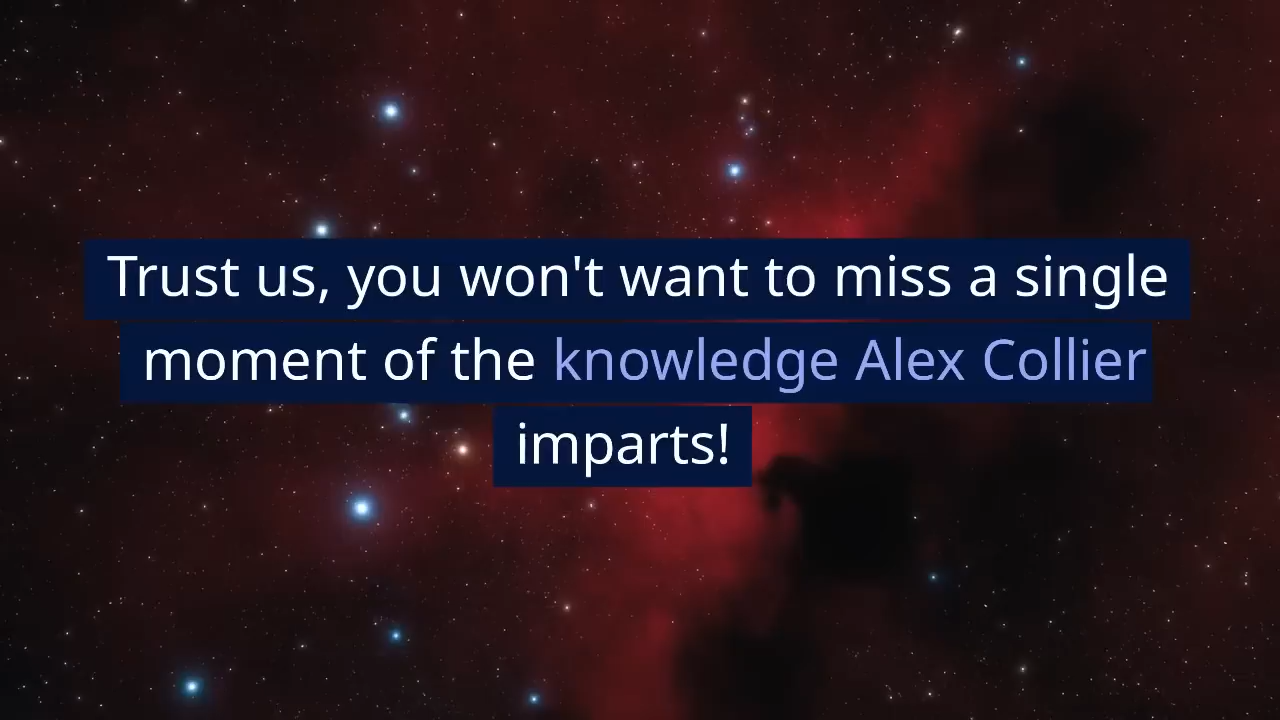 Trust us, you won't want to miss a single
moment of the knowledge Alex Collier
imparts!